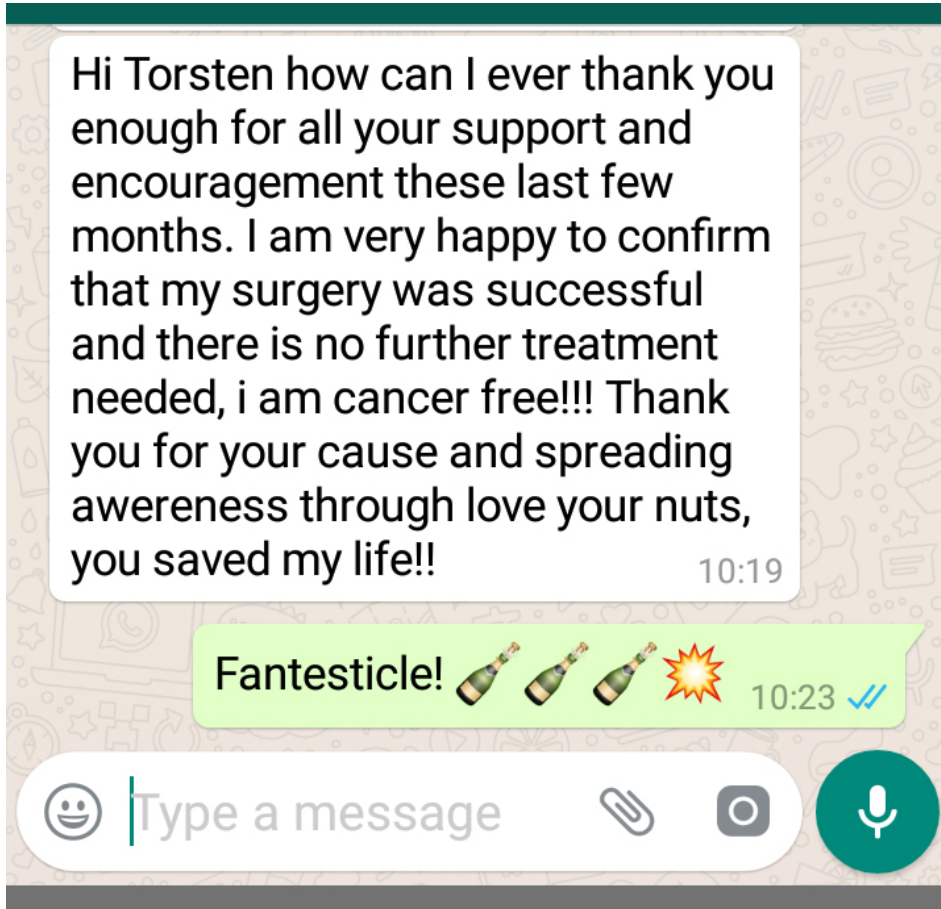 Hi Torsten how can I ever thank you
enough for all your support and
encouragement these last few
months. I am very happy to confirm
that my surgery was successful
and there is no further treatment
needed, i am cancer free!!! Thank
you for your cause and spreading
awereness through love your nuts,
you saved my life!!
10:19
Fantesticle! 🍾🍾🍾💥
10:23
Type a message